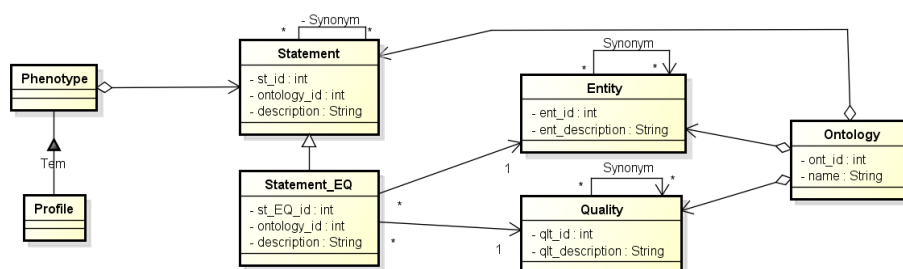 - Synonym
* *
Statement
- st_id : int
- ontology_id : int
- description : String
Phenotype
Tem
Profile
Statement_EQ
- st_EQ_id : int
- ontology_id : int
- description : String
*
*
1
1
Synonym
* *
Entity
- ent_id : int
- ent_description : String
Synonym
* *
Quality
- qlt_id : int
- qlt_description : String
Ontology
- ont_id : int
- name : String